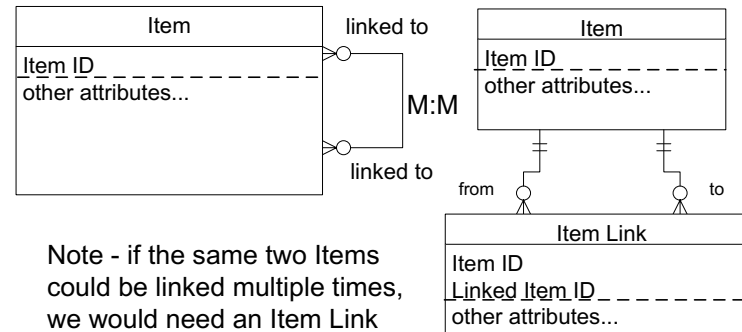 Item
Item ID
other attributes...
linked to
M:M
linked to
Item
Item ID
other attributes...
from
to
Item Link
Item ID
Linked Item ID
other attributes...
Note - if the same two Items
could be linked multiple times,
we would need an Item Link